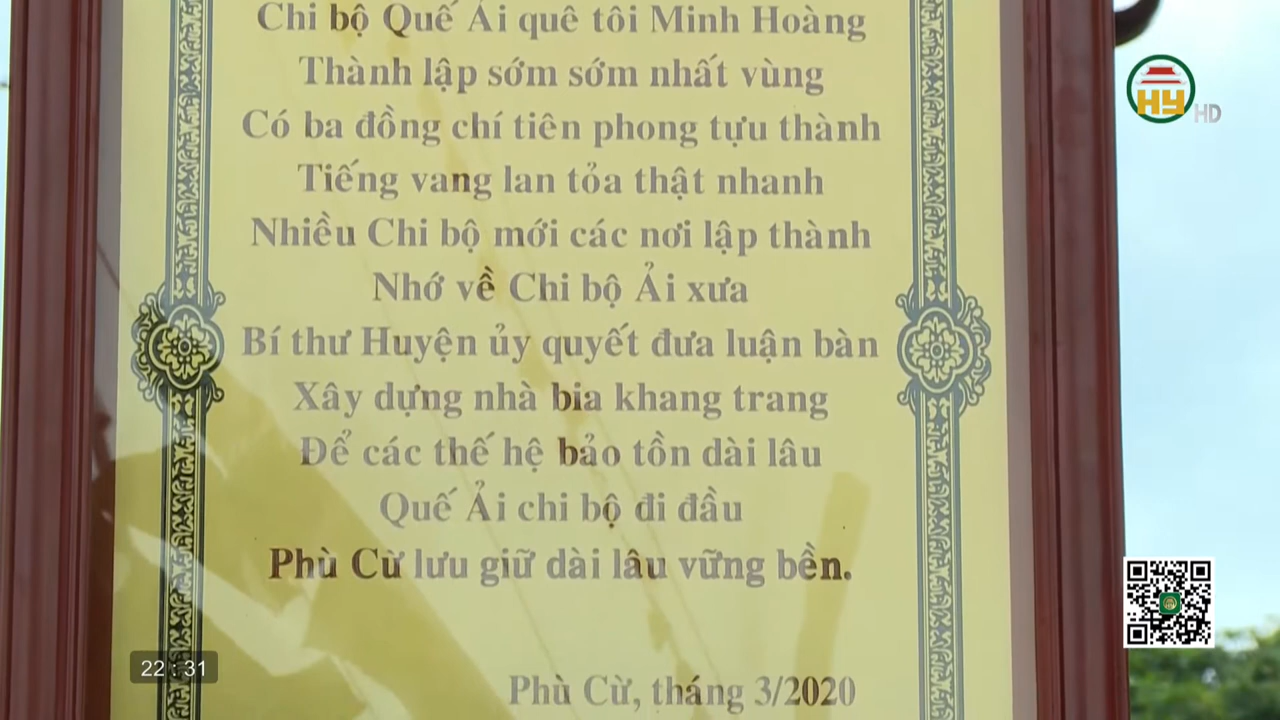 Chi bộ Quế Ải quê tôi Minh Hoàng
Thành lập sớm sớm nhất vùng
Có ba đồng chí tiên phong tựu thành
Tiếng vang lan tỏa thật nhanh
Nhiều Chi bộ mới các nơi lập thành
Nhớ về Chi bộ Ải xưa
Bí thư Huyện ủy quyết đưa luận bàn
Xây dựng nhà bia khang trang
Để các thế hệ bảo tồn dài lâu
Quế Ải chi bộ đi đầu
Phù Cừ lưu giữ dài lâu vững bền.
Phù Cừ, tháng 3/2020
HY HD
22:31